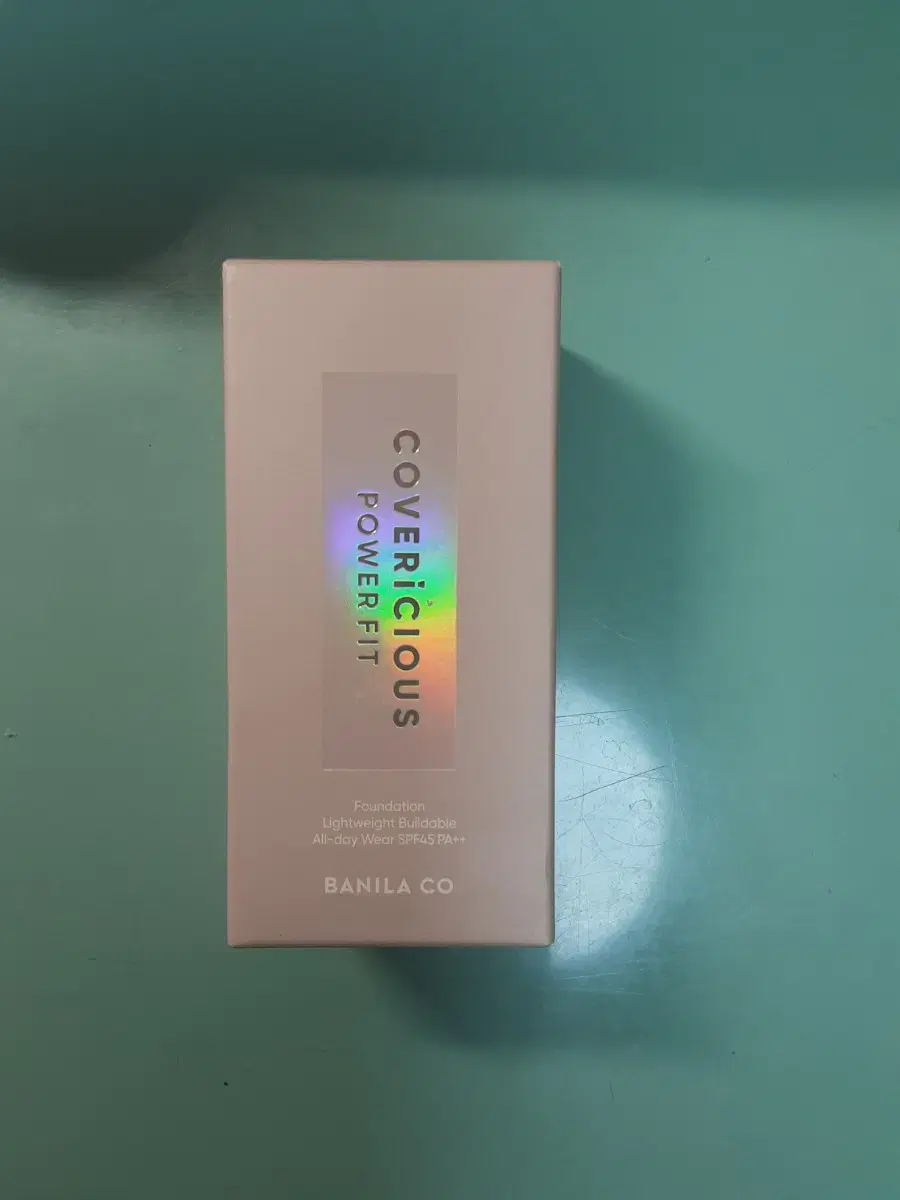 COVERiCIOUS
POWER FIT
Foundation
Lightweight Buildable
All-day Wear SPF45 PA++
BANILA CO